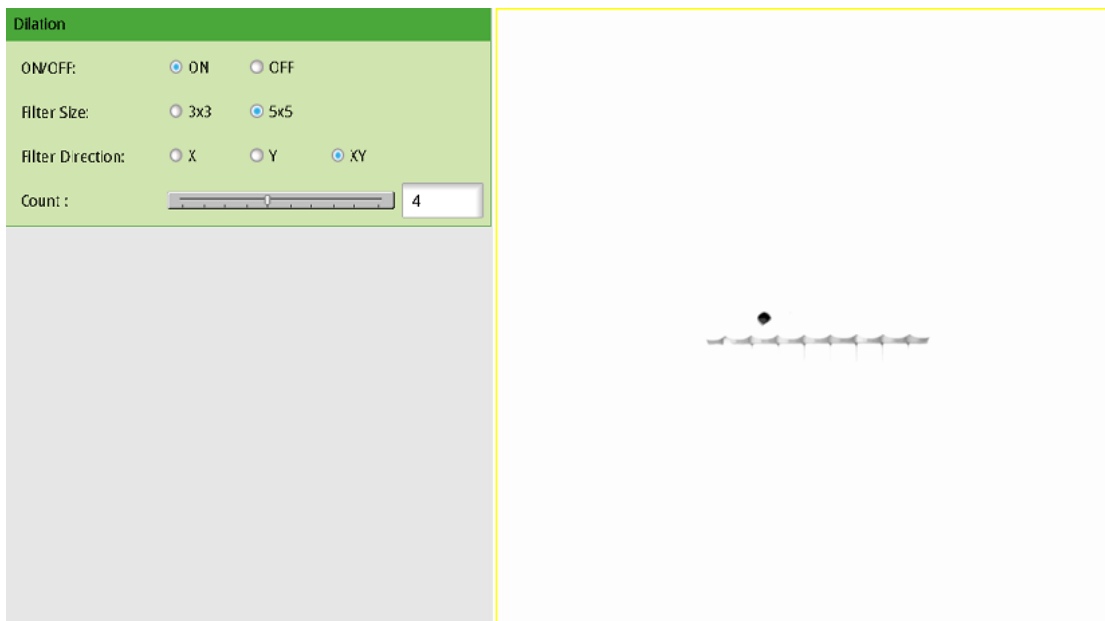 Dilation
ON/OFF: ON OFF
Filter Size: 3x3 5x5
Filter Direction: X Y XY
Count : 4